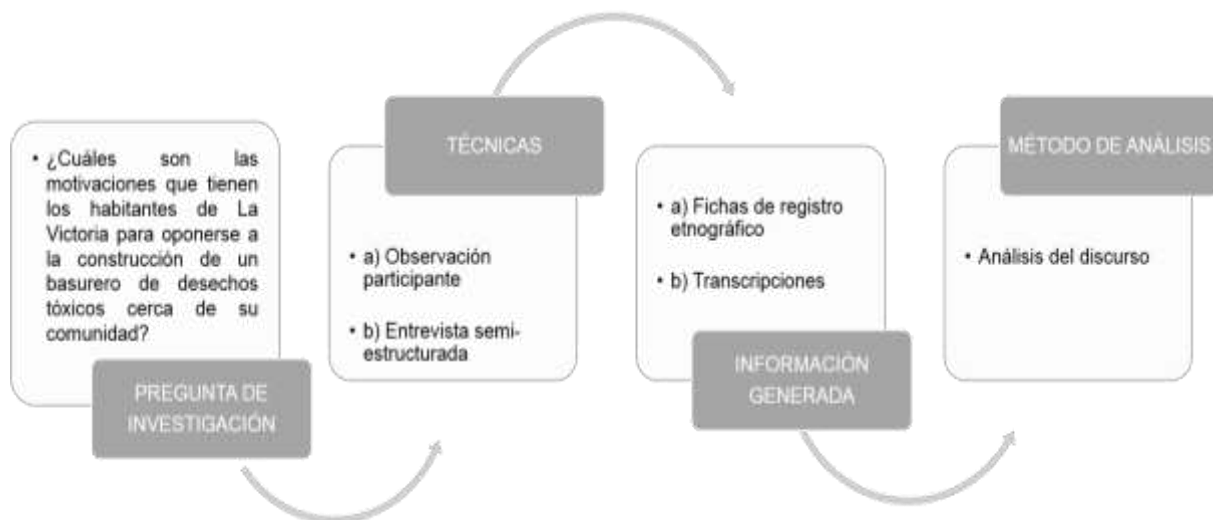 • ¿Cuáles son las
motivaciones que tienen
los habitantes de La
Victoria para oponerse a
la construcción de un
basurero de desechos
tóxicos cerca de su
comunidad?
PREGUNTA DE
INVESTIGACIÓN
TÉCNICAS
• a) Observación
participante
• b) Entrevista semi-
estructurada
• a) Fichas de registro
etnográfico
• b) Transcripciones
INFORMACIÓN
GENERADA
MÉTODO DE ANÁLISIS
• Análisis del discurso